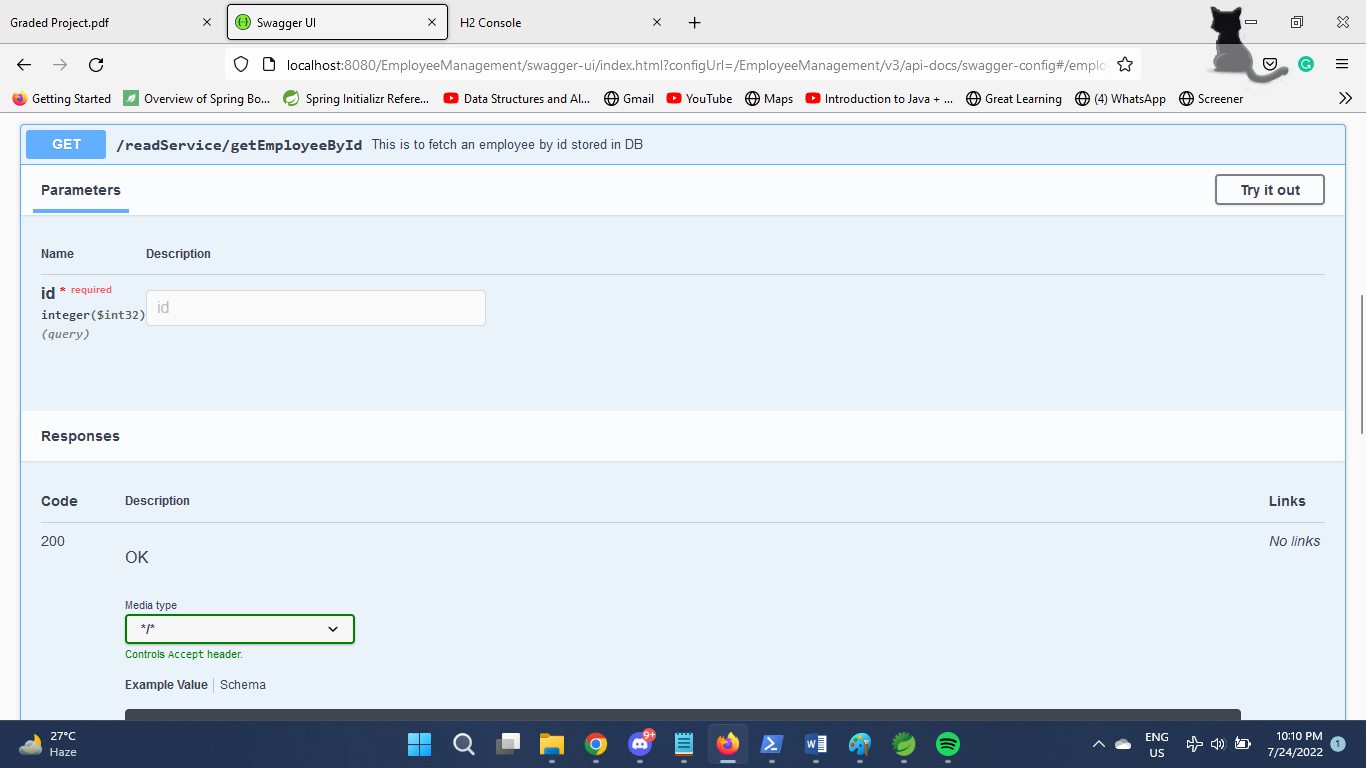 Graded Project.pdf
Swagger UI
H2 Console
localhost:8080/EmployeeManagement/swagger-ui/index.html?configUrl=/EmployeeManagement/v3/api-docs/swagger-config#/emplo
Getting Started
Overview of Spring Bo...
Spring Initializr Refere...
Data Structures and Al...
Gmail
YouTube
Maps
Introduction to Java + ...
Great Learning
(4) WhatsApp
Screener
GET /readService/getEmployeeById This is to fetch an employee by id stored in DB
Parameters
Try it out
Name Description
id * required
integer($int32)
(query)
id
Responses
Code Description Links
200
OK
No links
Media type
*/*
Controls Accept header.
Example Value Schema
27°C
Haze
9+
ENG
US
10:10 PM
7/24/2022
1